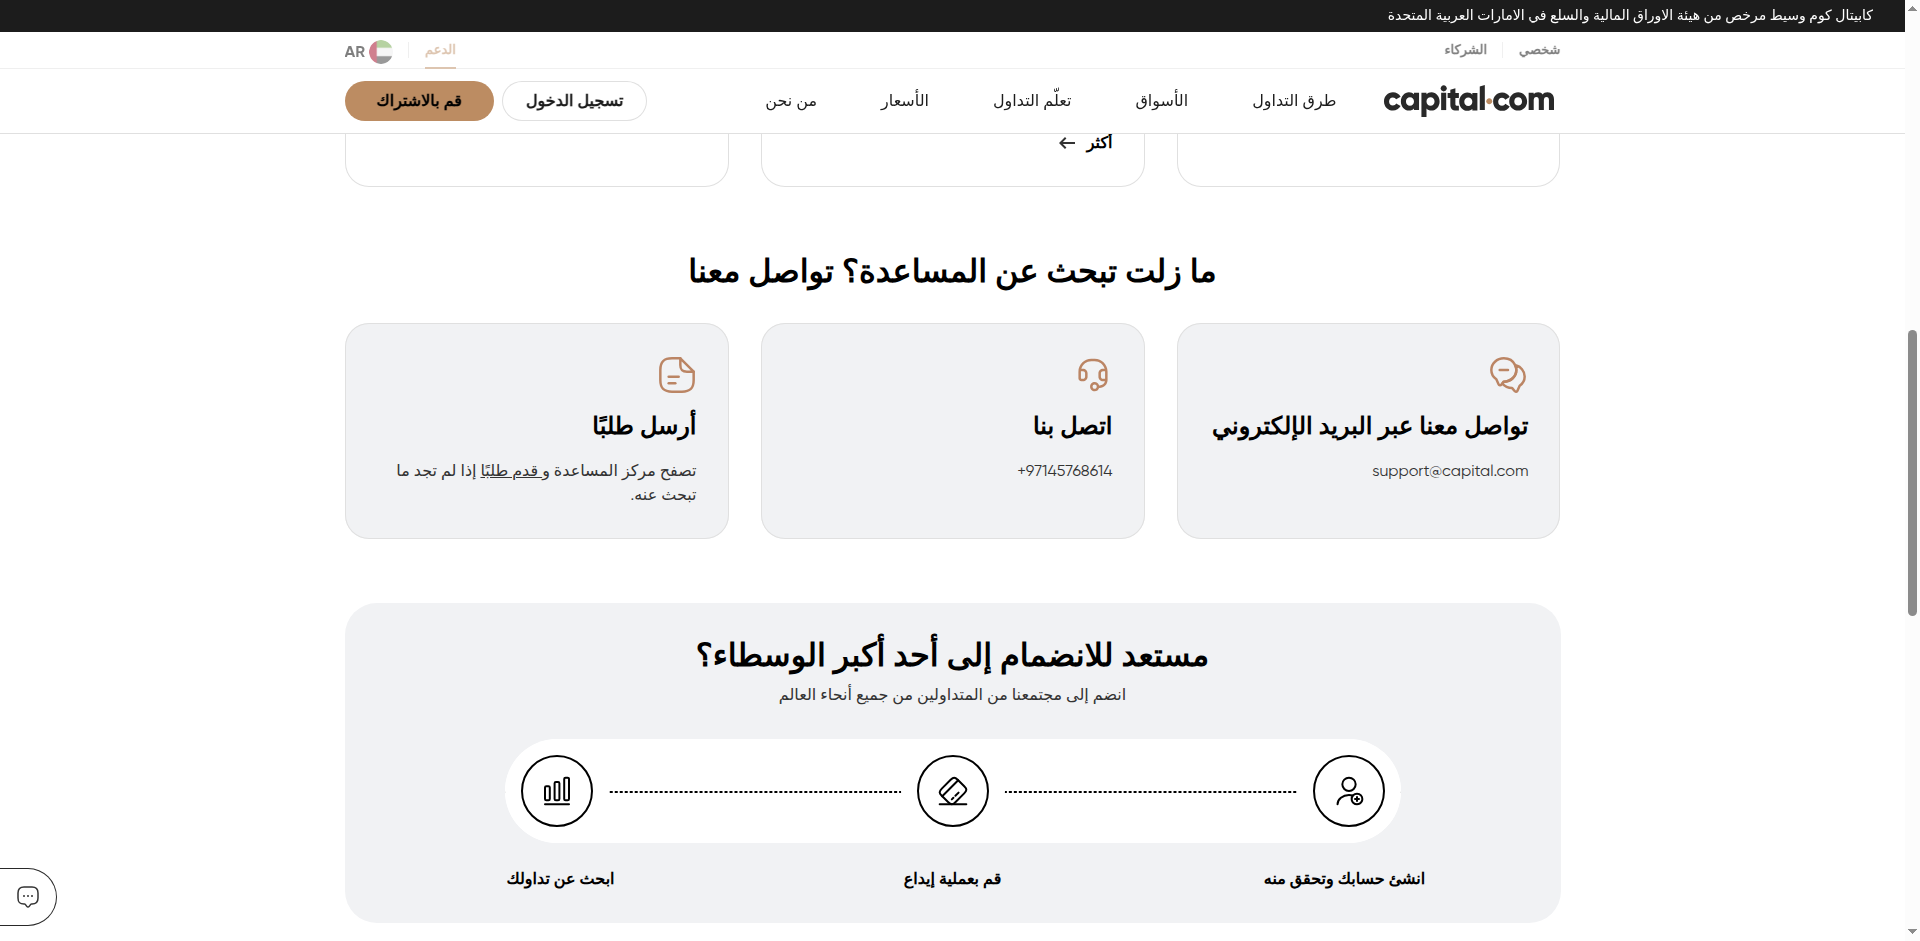 كابيتال كوم وسيط مرخص من هيئة الاوراق المالية والسلع في الامارات العربية المتحدة
شخصي
الشركاء
الدعم
AR
capital.com
طرق التداول
الأسواق
تعلّم التداول
الأسعار
من نحن
تسجيل الدخول
قم بالاشتراك
أكثر
ما زلت تبحث عن المساعدة؟ تواصل معنا
تواصل معنا عبر البريد الإلكتروني
support@capital.com
اتصل بنا
+97145768614
أرسل طلبًا
تصفح مركز المساعدة و قدم طلبًا إذا لم تجد ما
تبحث عنه.
مستعد للانضمام إلى أحد أكبر الوسطاء؟
انضم إلى مجتمعنا من المتداولين من جميع أنحاء العالم
انشئ حسابك وتحقق منه
قم بعملية إيداع
ابحث عن تداولك